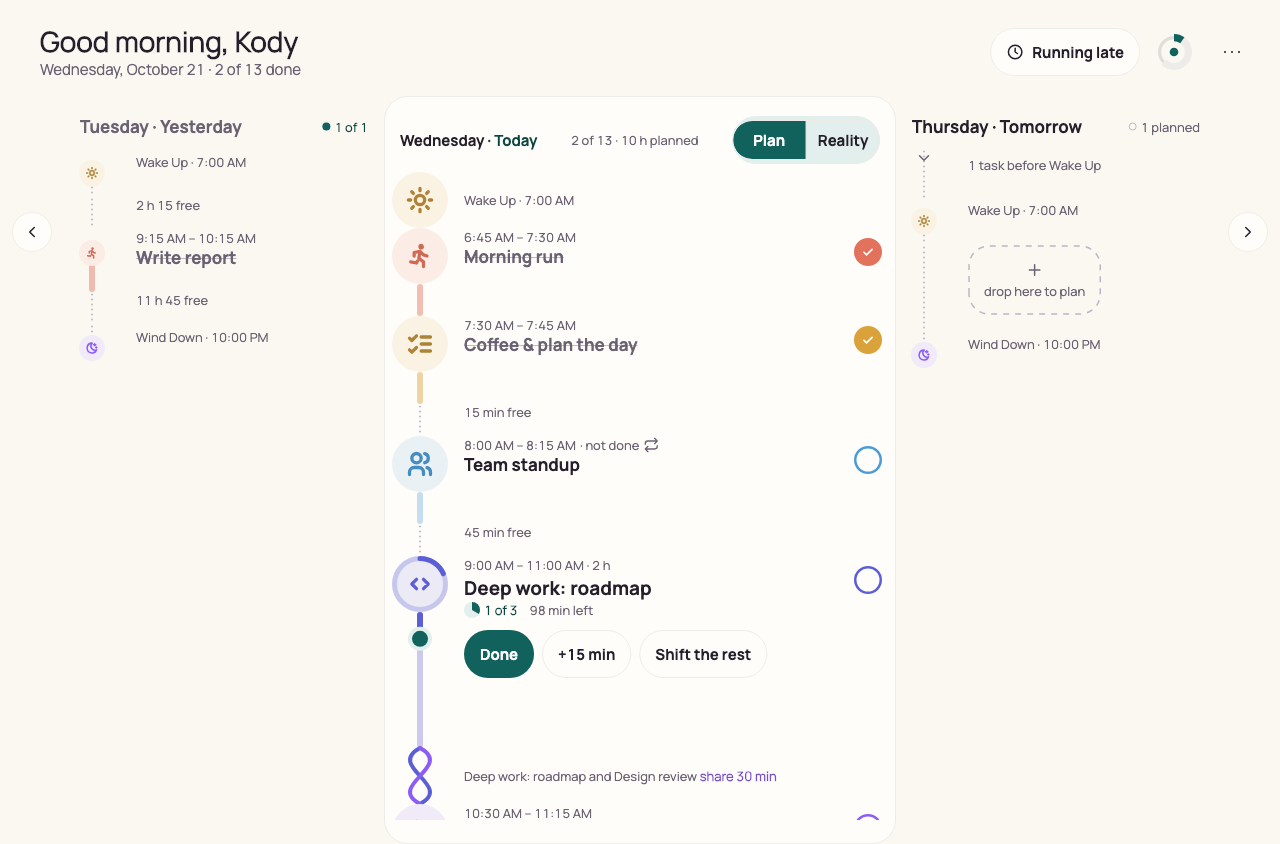 Good morning, Kody
Wednesday, October 21 · 2 of 13 done
Running late
Tuesday · Yesterday
1 of 1
Wake Up · 7:00 AM
2 h 15 free
9:15 AM – 10:15 AM
Write report
11 h 45 free
Wind Down · 10:00 PM
Wednesday · Today
2 of 13 · 10 h planned
Plan
Reality
Wake Up · 7:00 AM
6:45 AM – 7:30 AM
Morning run
7:30 AM – 7:45 AM
Coffee & plan the day
15 min free
8:00 AM – 8:15 AM · not done
Team standup
45 min free
9:00 AM – 11:00 AM · 2 h
Deep work: roadmap
1 of 3 98 min left
Done
+15 min
Shift the rest
Deep work: roadmap and Design review share 30 min
10:30 AM – 11:15 AM
Thursday · Tomorrow
1 planned
1 task before Wake Up
Wake Up · 7:00 AM
drop here to plan
Wind Down · 10:00 PM